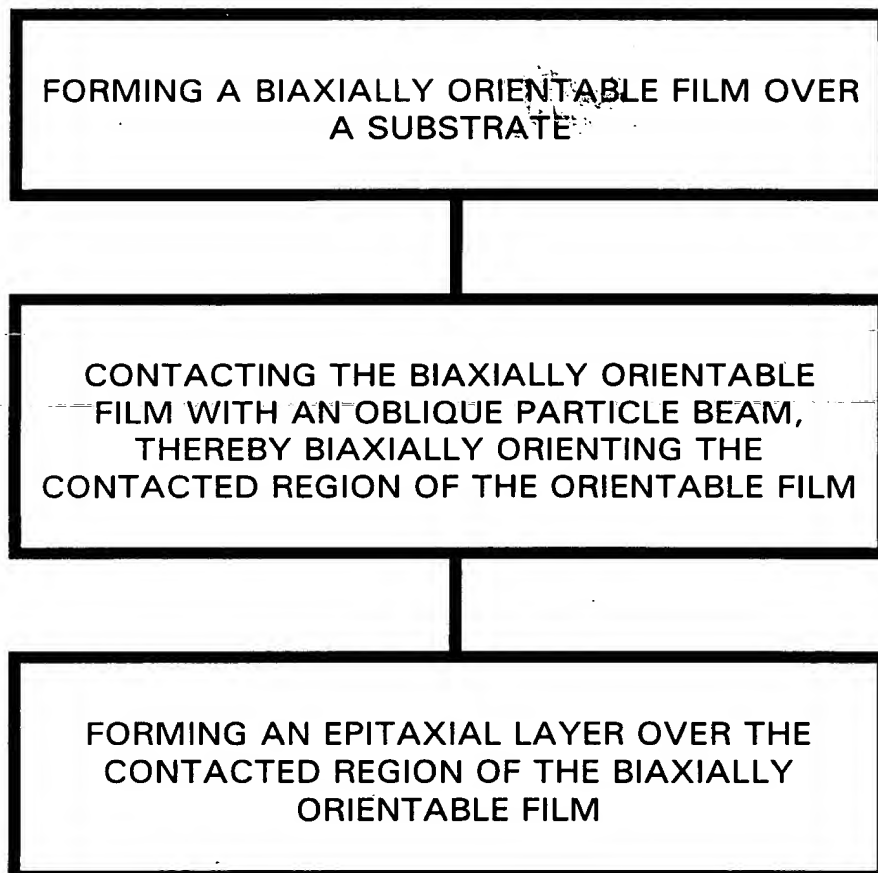 FORMING A BIAXIALLY ORIENTABLE FILM OVER
A SUBSTRATE
CONTACTING THE BIAXIALLY ORIENTABLE
FILM WITH AN OBLIQUE PARTICLE BEAM,
THEREBY BIAXIALLY ORIENTING THE
CONTACTED REGION OF THE ORIENTABLE FILM
FORMING AN EPITAXIAL LAYER OVER THE
CONTACTED REGION OF THE BIAXIALLY
ORIENTABLE FILM